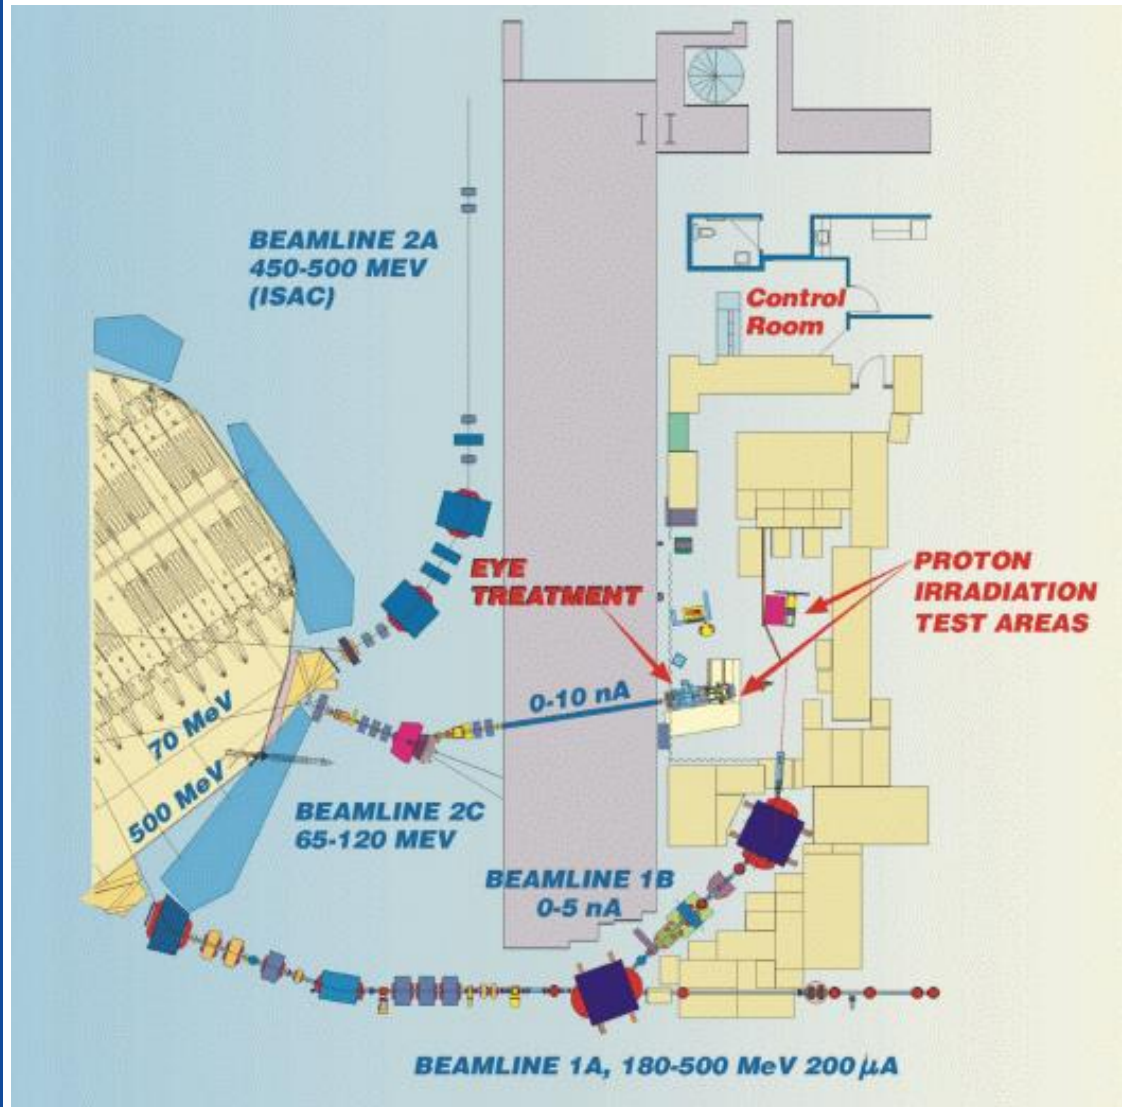 BEAMLINE 2A
450-500 MEV
(ISAC)
Control
Room
EYE
TREATMENT
PROTON
IRRADIATION
TEST AREAS
0-10 nA
70 MeV
500 MeV
BEAMLINE 2C
65-120 MEV
BEAMLINE 1B
0-5 nA
BEAMLINE 1A, 180-500 MeV 200 μA